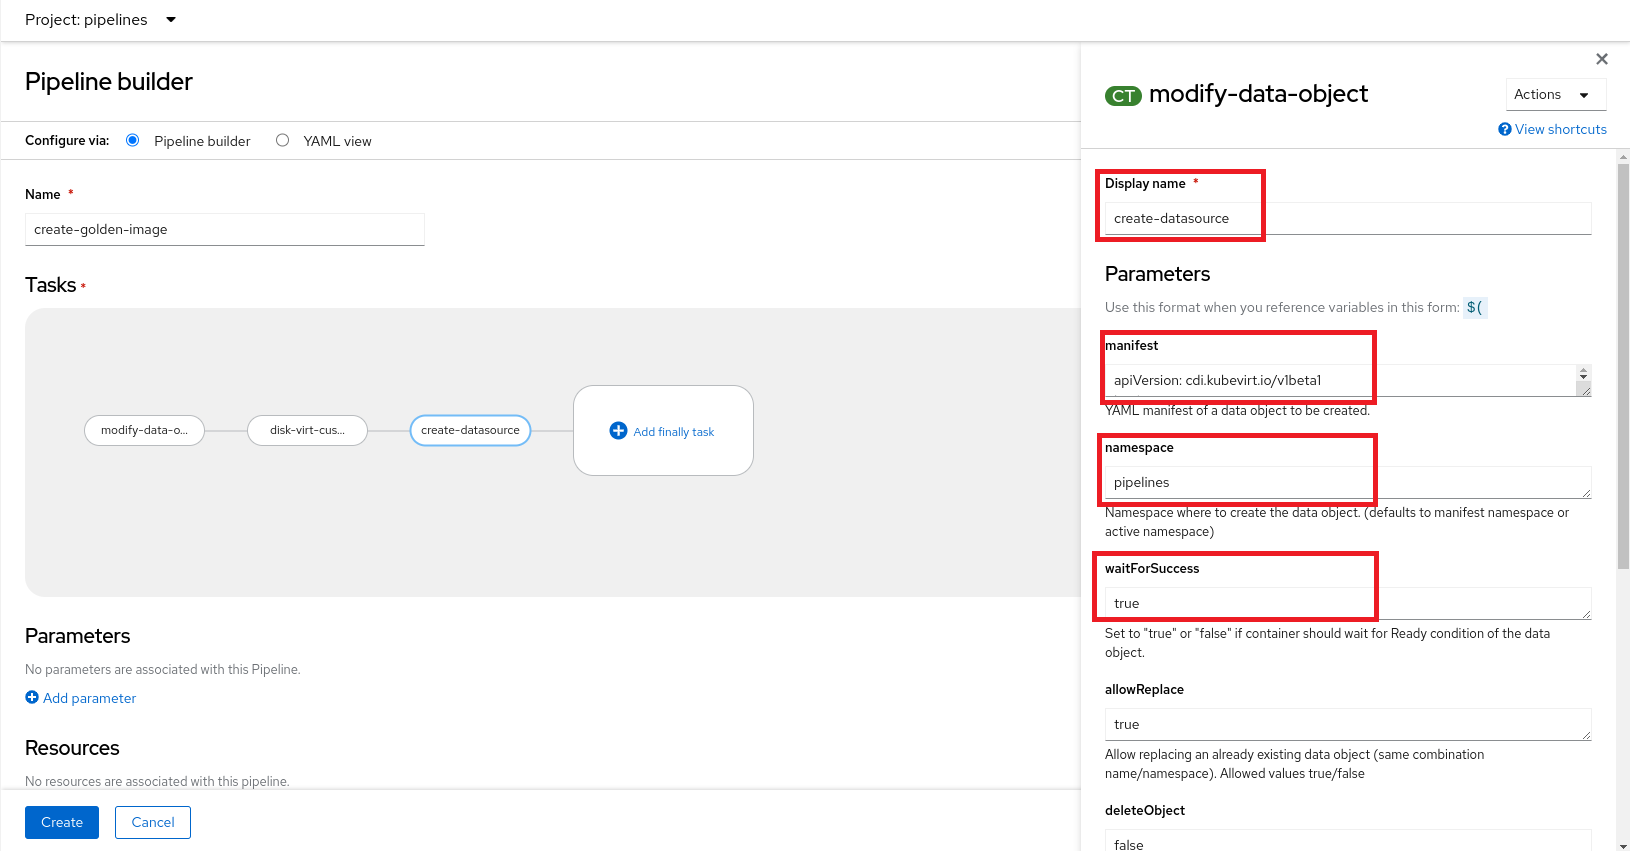 Project: pipelines
Pipeline builder
Configure via:
Pipeline builder
YAML view
Name *
create-golden-image
Tasks *
modify-data-o...
disk-virt-cus...
create-datasource
Add finally task
Parameters
No parameters are associated with this Pipeline.
Add parameter
Resources
No resources are associated with this pipeline.
Create
Cancel
CT modify-data-object
Actions
View shortcuts
Display name *
create-datasource
Parameters
Use this format when you reference variables in this form: $(
manifest
apiVersion: cdi.kubevirt.io/v1beta1
YAML manifest of a data object to be created.
namespace
pipelines
Namespace where to create the data object. (defaults to manifest namespace or
active namespace)
waitForSuccess
true
Set to "true" or "false" if container should wait for Ready condition of the data
object.
allowReplace
true
Allow replacing an already existing data object (same combination
name/namespace). Allowed values true/false
deleteObject
false